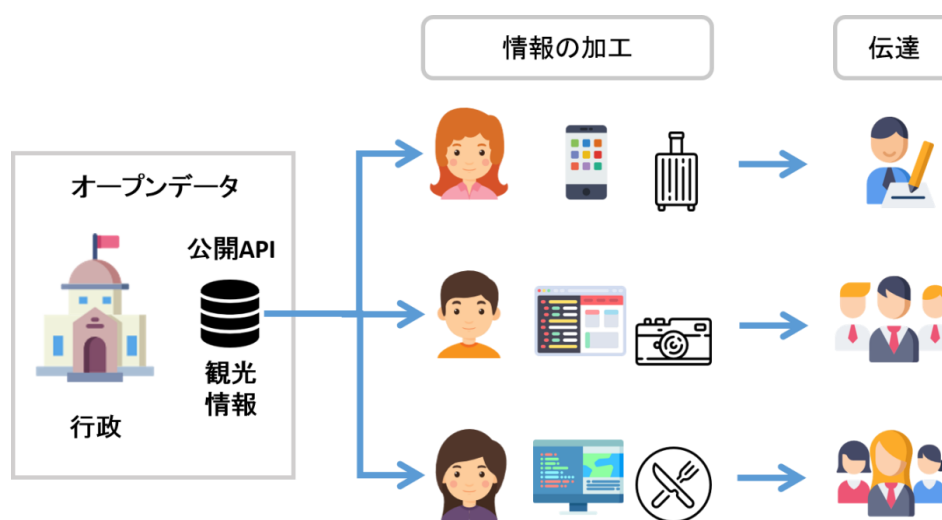 情報の加工
伝達
オープンデータ
公開API
観光
情報
行政